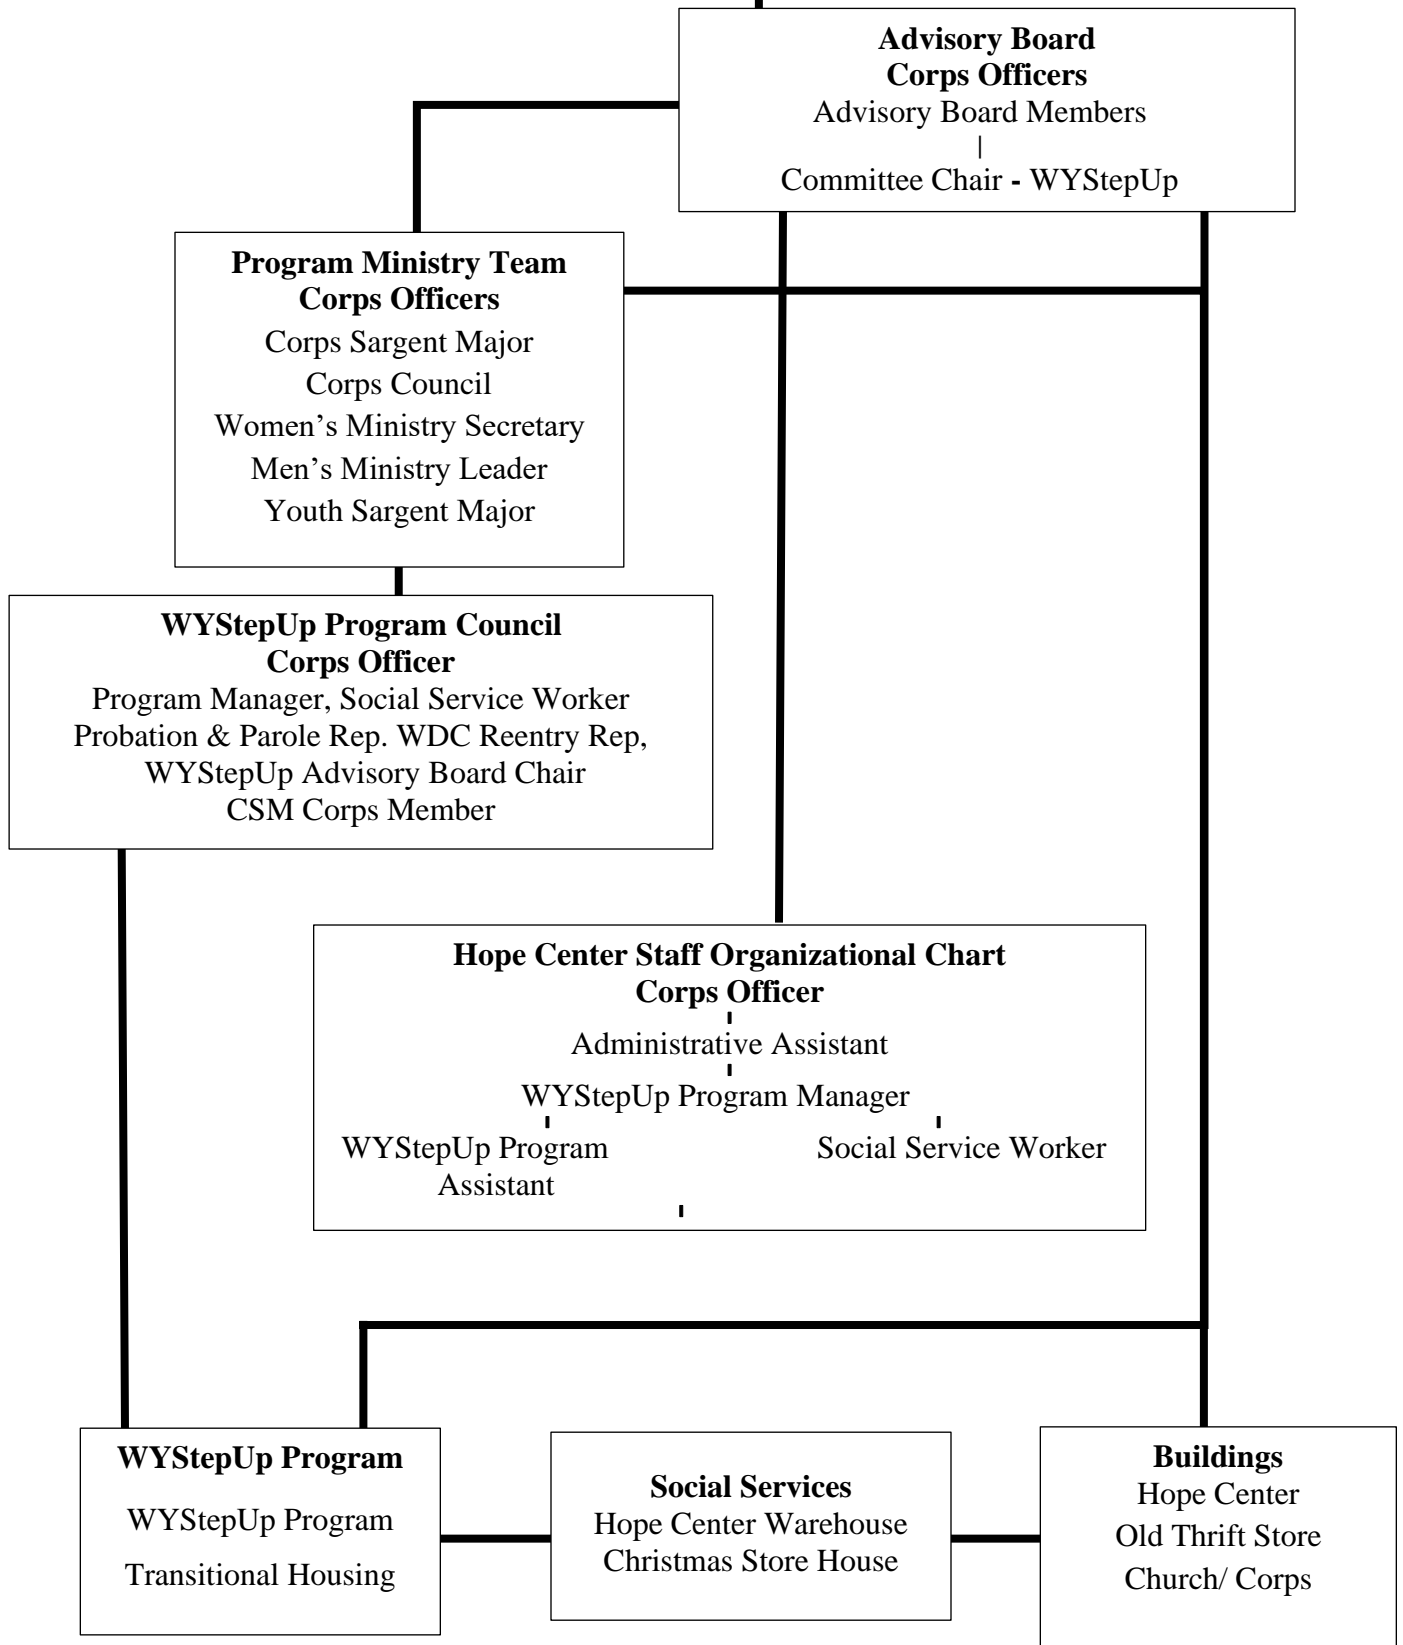 Advisory Board
Corps Officers
Advisory Board Members
|
Committee Chair - WYStepUp
Program Ministry Team
Corps Officers
Corps Sargent Major
Corps Council
Women’s Ministry Secretary
Men’s Ministry Leader
Youth Sargent Major
WYStepUp Program Council
Corps Officer
Program Manager, Social Service Worker
Probation & Parole Rep. WDC Reentry Rep,
WYStepUp Advisory Board Chair
CSM Corps Member
Hope Center Staff Organizational Chart
Corps Officer
Administrative Assistant
WYStepUp Program Manager
WYStepUp Program
Assistant
Social Service Worker
WYStepUp Program
WYStepUp Program
Transitional Housing
Social Services
Hope Center Warehouse
Christmas Store House
Buildings
Hope Center
Old Thrift Store
Church/ Corps